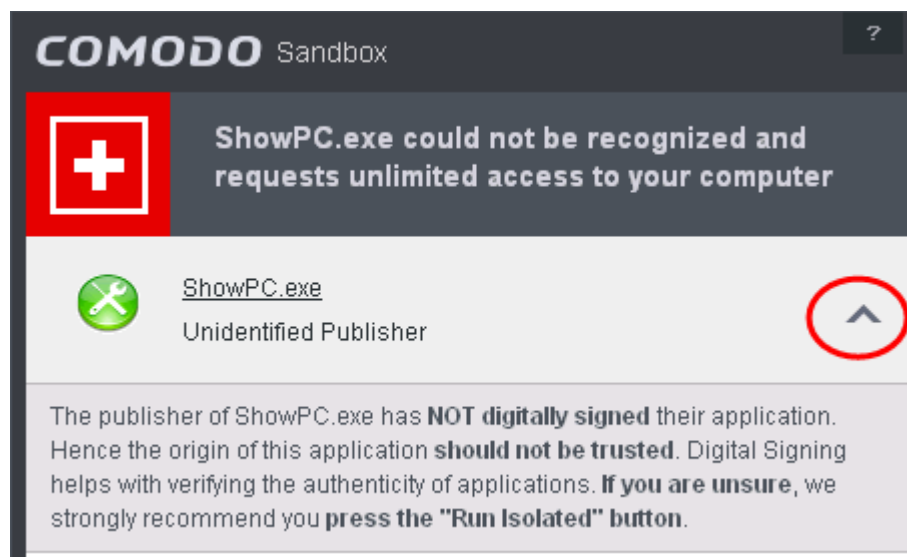 COMODO Sandbox
?
ShowPC.exe could not be recognized and
requests unlimited access to your computer
ShowPC.exe
Unidentified Publisher
The publisher of ShowPC.exe has NOT digitally signed their application.
Hence the origin of this application should not be trusted. Digital Signing
helps with verifying the authenticity of applications. If you are unsure, we
strongly recommend you press the "Run Isolated" button.